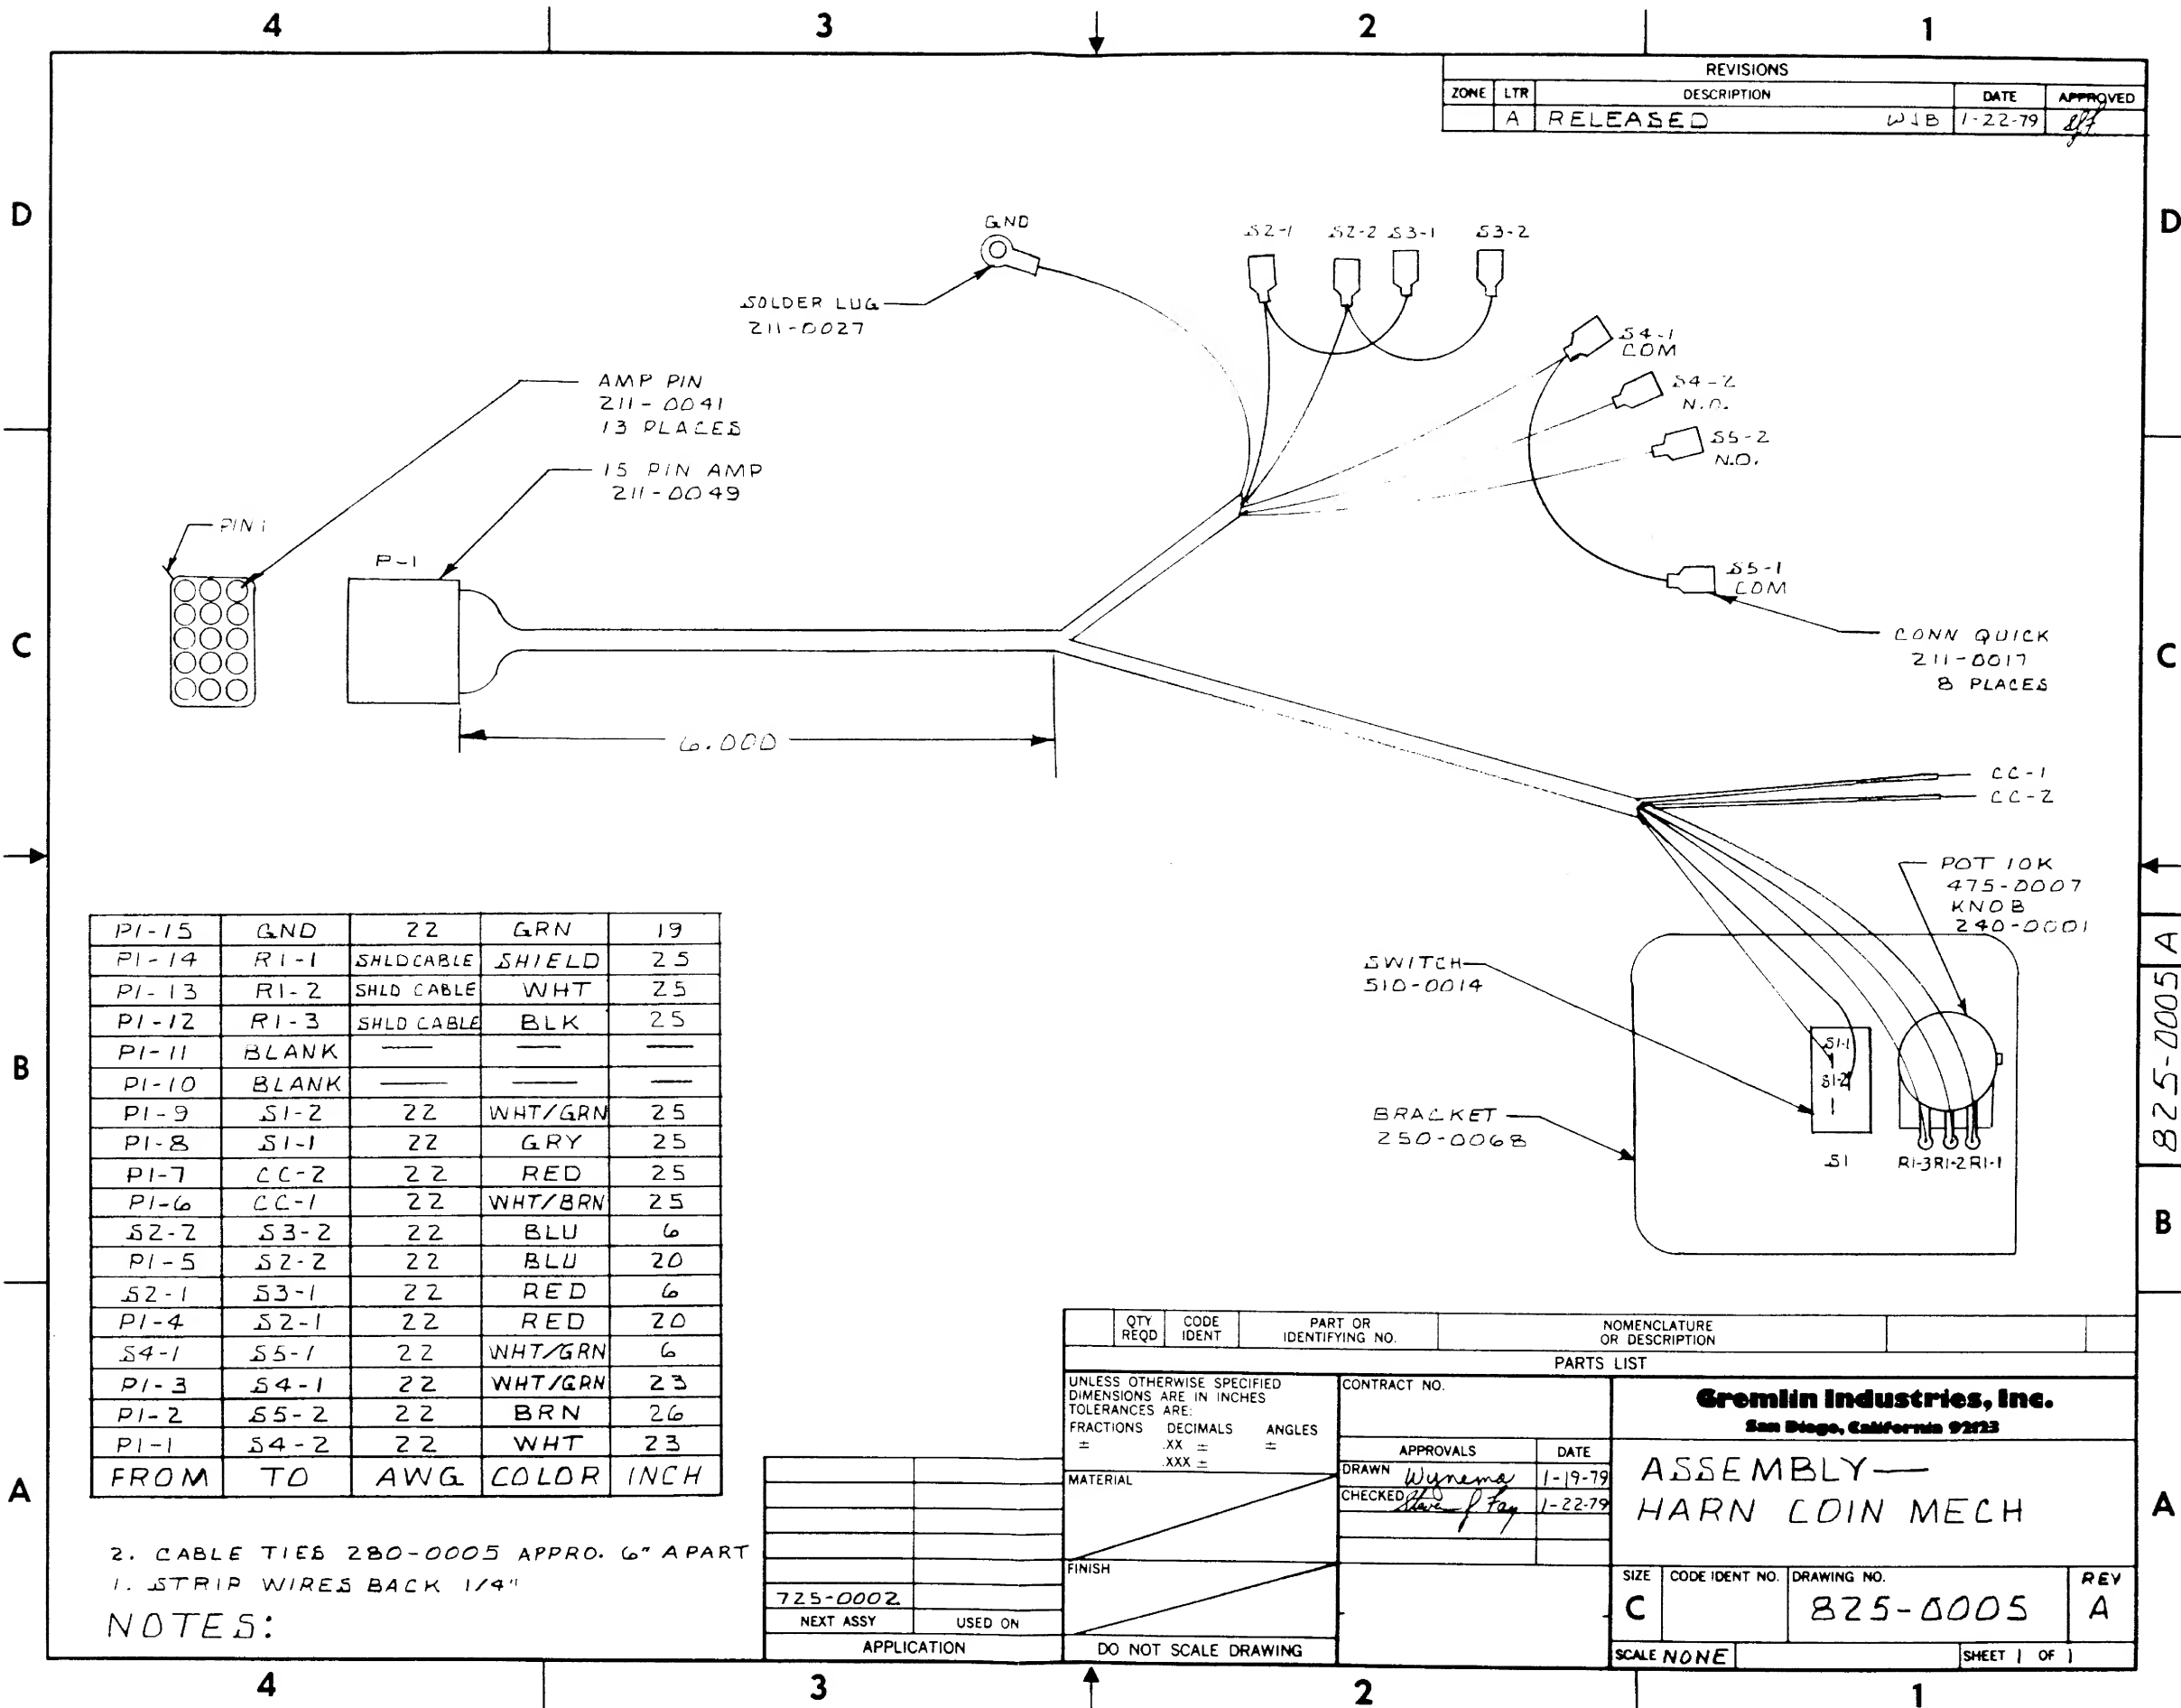 4 3 2 1
REVISIONS
ZONE LTR DESCRIPTION DATE APPROVED
A RELEASED WJB 1-22-79
D D
GND
SOLDER LUG
211-0027
S2-1 S2-2 S3-1 S3-2
S4-1
COM
S4-2
N.O.
S5-2
N.O.
AMP PIN
211-0041
13 PLACES
15 PIN AMP
211-0049
PIN 1
P-1
S5-1
COM
CONN QUICK
211-0017
8 PLACES
C C
6.000
CC-1
CC-2
POT 10K
475-0007
KNOB
240-0001
SWITCH
510-0014
BRACKET
250-0068
S1-1
S1-2
S1
R1-3 R1-2 R1-1
825-0005 A
B B
P1-15 GND 22 GRN 19
P1-14 R1-1 SHLD CABLE SHIELD 25
P1-13 R1-2 SHLD CABLE WHT 25
P1-12 R1-3 SHLD CABLE BLK 25
P1-11 BLANK — — —
P1-10 BLANK — — —
P1-9 S1-2 22 WHT/GRN 25
P1-8 S1-1 22 GRY 25
P1-7 CC-2 22 RED 25
P1-6 CC-1 22 WHT/BRN 25
S2-2 S3-2 22 BLU 6
P1-5 S2-2 22 BLU 20
S2-1 S3-1 22 RED 6
P1-4 S2-1 22 RED 20
S4-1 S5-1 22 WHT/GRN 6
P1-3 S4-1 22 WHT/GRN 23
P1-2 S5-2 22 BRN 26
P1-1 S4-2 22 WHT 23
FROM TO AWG COLOR INCH
2. CABLE TIES 280-0005 APPRO. 6" APART
1. STRIP WIRES BACK 1/4"
NOTES:
A A
725-0002
NEXT ASSY USED ON
APPLICATION
QTY REQD CODE IDENT PART OR IDENTIFYING NO. NOMENCLATURE OR DESCRIPTION
PARTS LIST
UNLESS OTHERWISE SPECIFIED
DIMENSIONS ARE IN INCHES
TOLERANCES ARE:
FRACTIONS DECIMALS ANGLES
± .XX ± ±
.XXX ±
MATERIAL
FINISH
DO NOT SCALE DRAWING
CONTRACT NO.
APPROVALS DATE
DRAWN Wynema 1-19-79
CHECKED Steven J Fay 1-22-79
Gremlin Industries, Inc.
San Diego, California 92123
ASSEMBLY—
HARN COIN MECH
SIZE CODE IDENT NO. DRAWING NO. REV
C 825-0005 A
SCALE NONE SHEET 1 OF 1
4 3 2 1